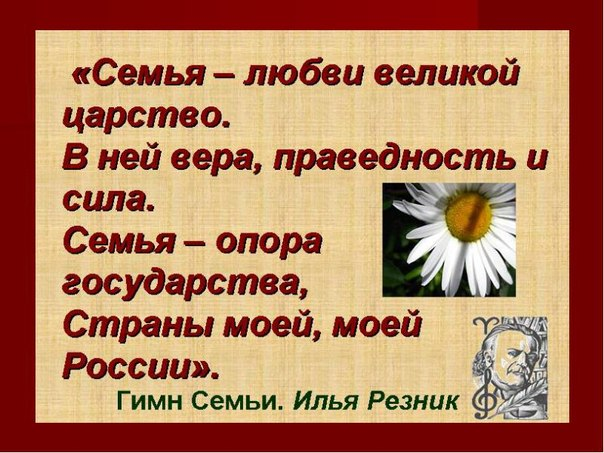 «Семья – любви великой
царство.
В ней вера, праведность и
сила.
Семья – опора
государства,
Страны моей, моей
России».
Гимн Семьи. Илья Резник